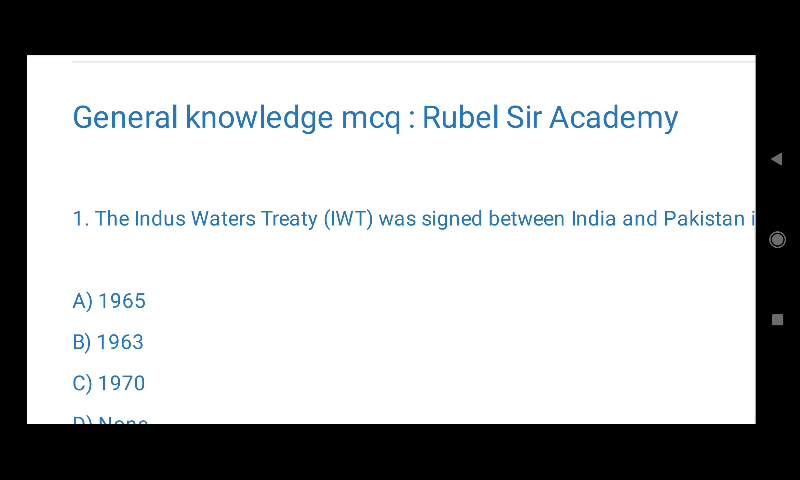 General knowledge mcq : Rubel Sir Academy
1. The Indus Waters Treaty (IWT) was signed between India and Pakistan i
A) 1965
B) 1963
C) 1970
D) None